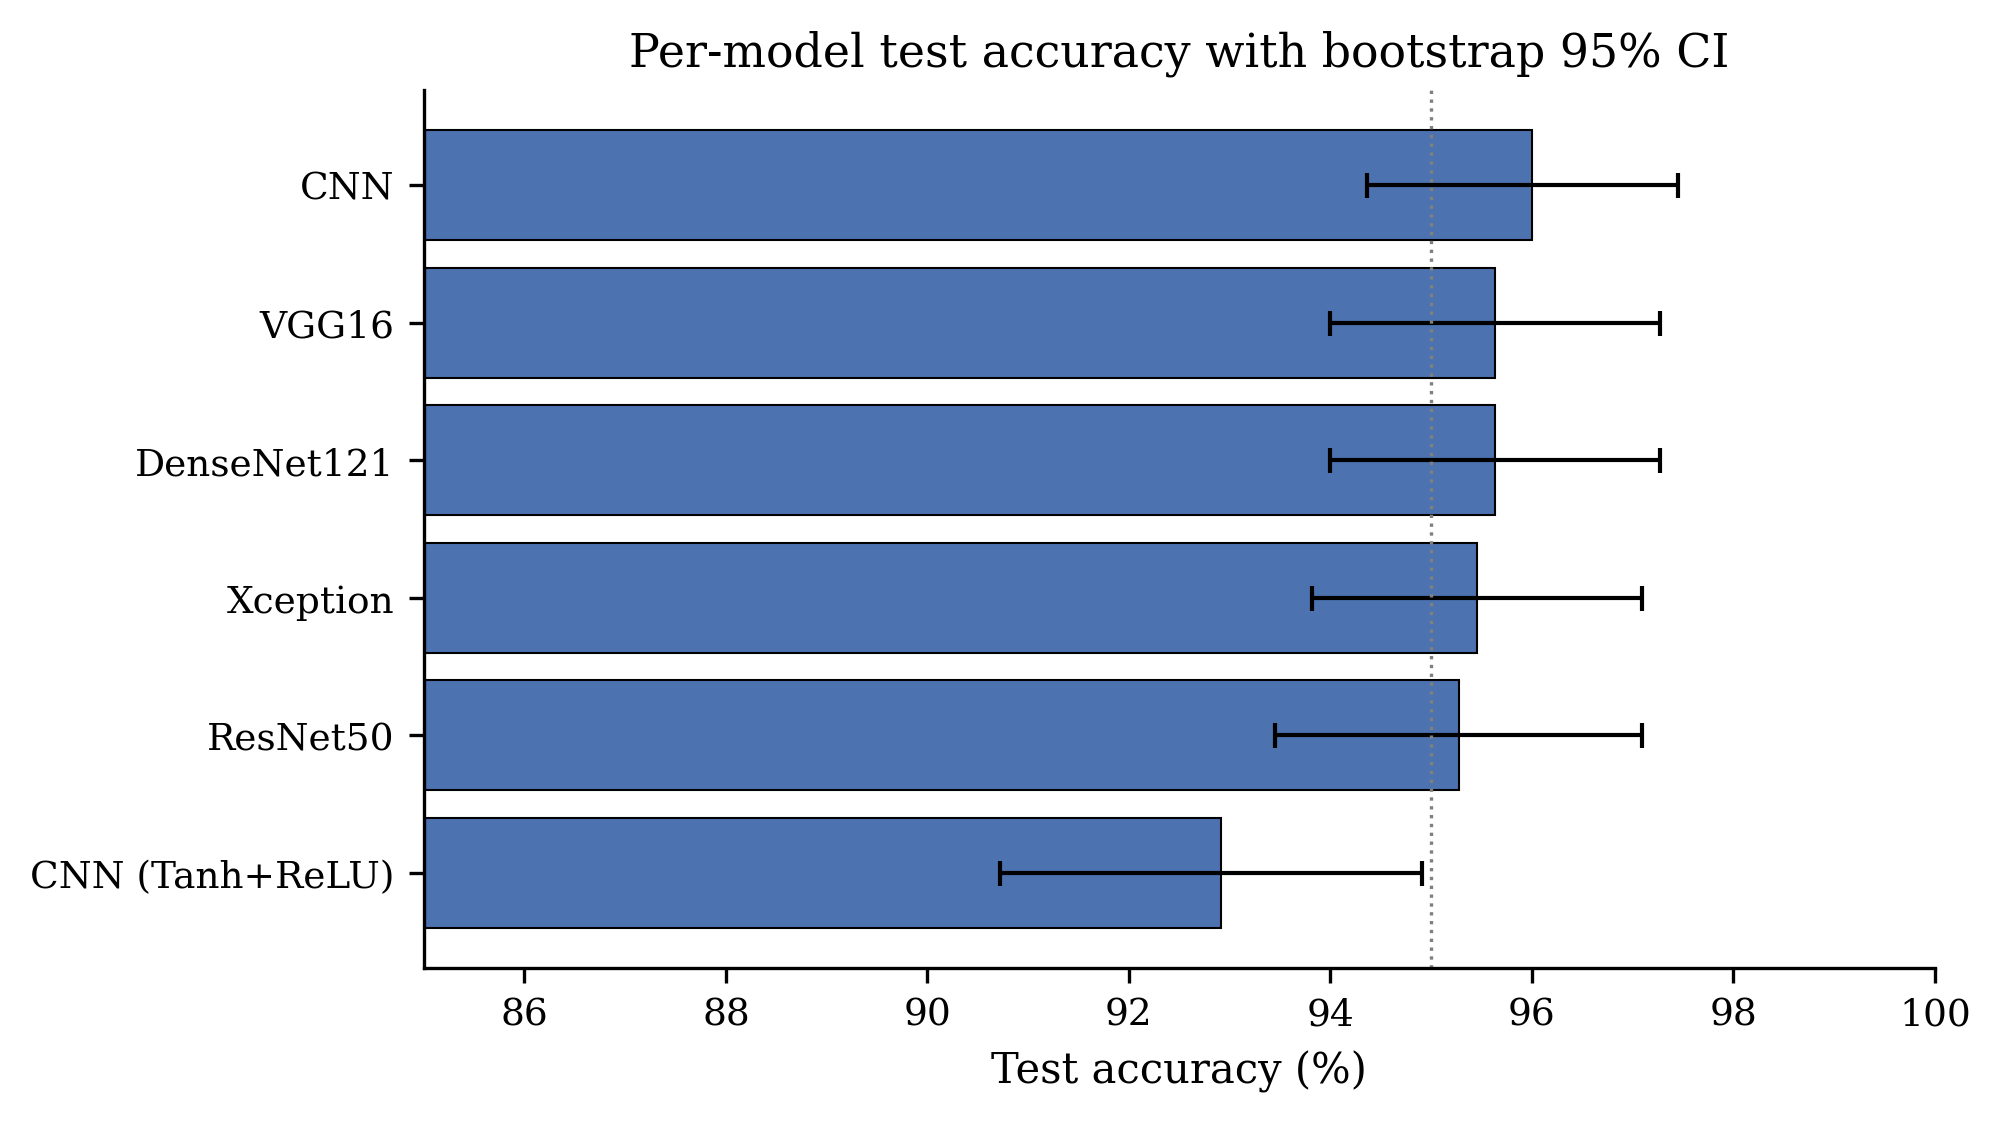 Per-model test accuracy with bootstrap 95% CI
CNN
VGG16
DenseNet121
Xception
ResNet50
CNN (Tanh+ReLU)
86 88 90 92 94 96 98 100
Test accuracy (%)